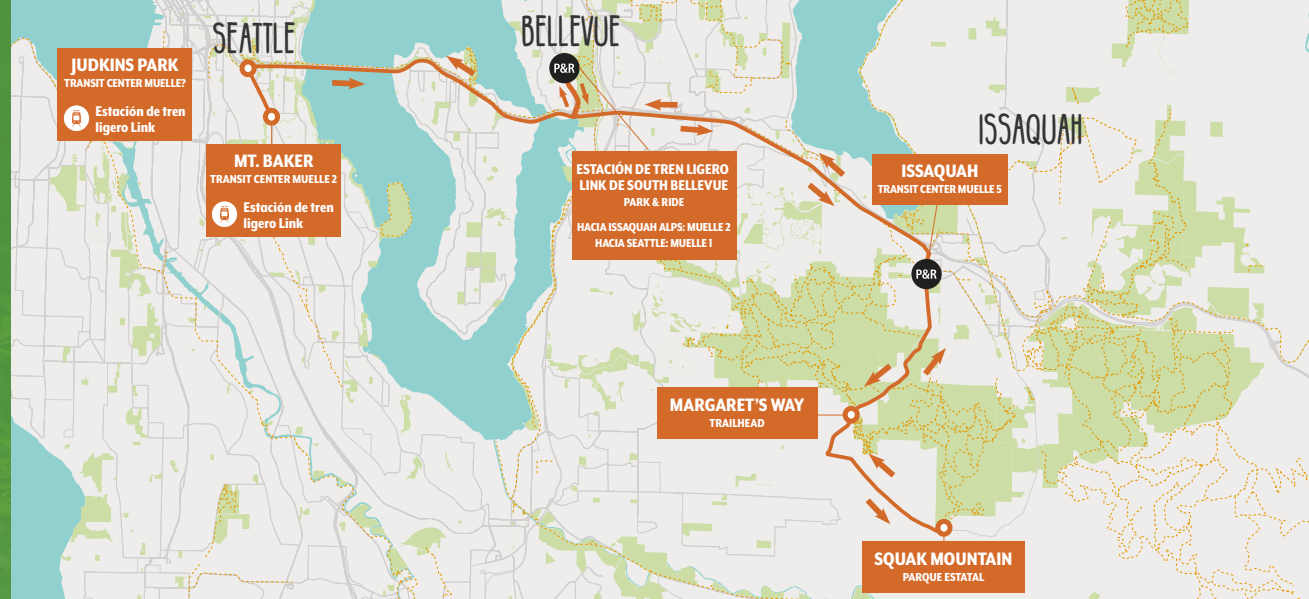 SEATTLE
BELLEVUE
ISSAQUAH
JUDKINS PARK
TRANSIT CENTER MUELLE?
Estación de tren
ligero Link
MT. BAKER
TRANSIT CENTER MUELLE 2
Estación de tren
ligero Link
P&R
ESTACIÓN DE TREN LIGERO
LINK DE SOUTH BELLEVUE
PARK & RIDE
HACIA ISSAQUAH ALPS: MUELLE 2
HACIA SEATTLE: MUELLE 1
ISSAQUAH
TRANSIT CENTER MUELLE 5
P&R
MARGARET'S WAY
TRAILHEAD
SQUAK MOUNTAIN
PARQUE ESTATAL